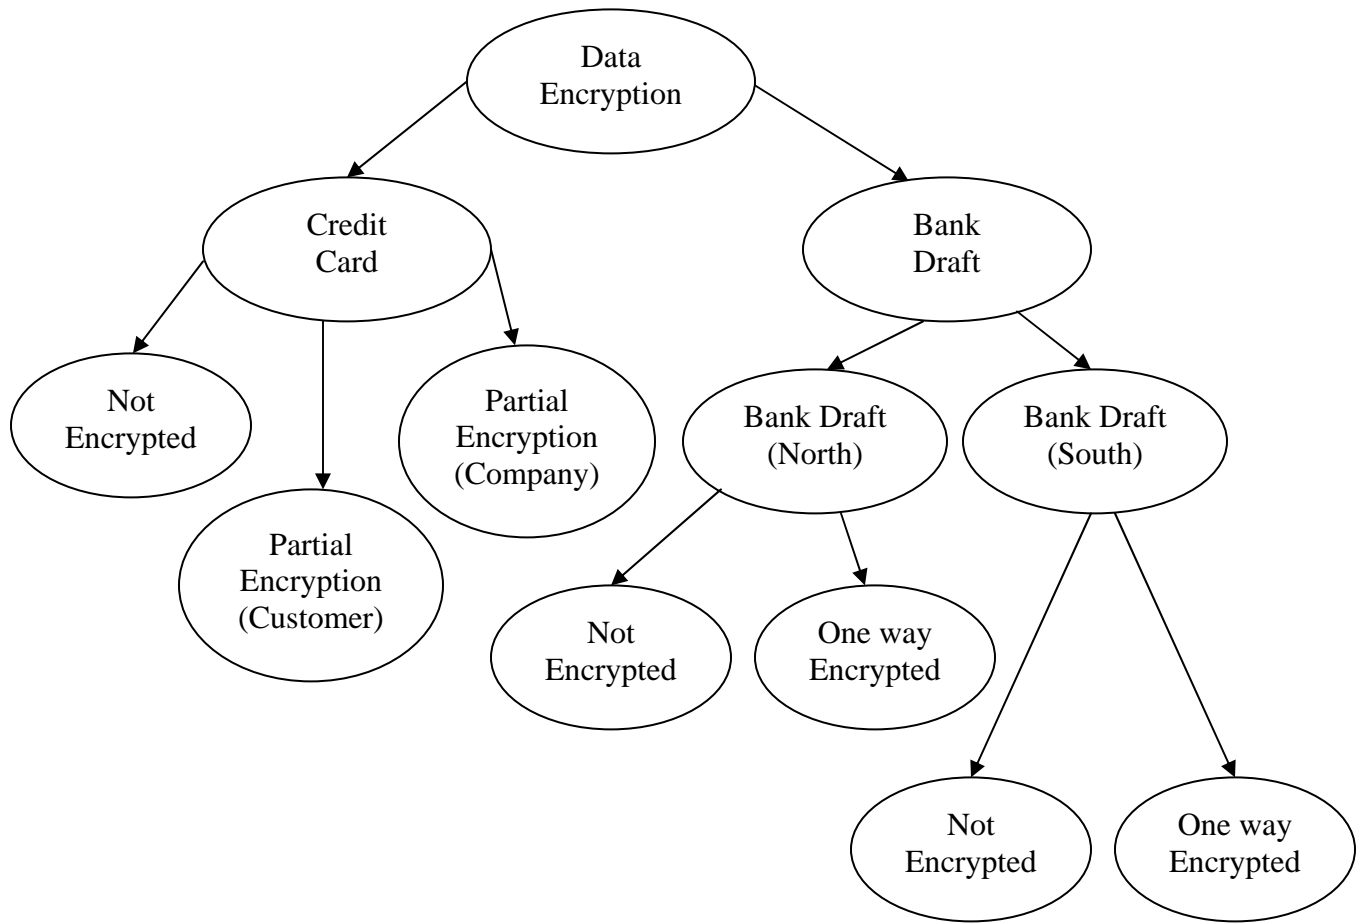 Data
Encryption
Credit
Card
Bank
Draft
Not
Encrypted
Partial
Encryption
(Company)
Bank Draft
(North)
Bank Draft
(South)
Partial
Encryption
(Customer)
Not
Encrypted
One way
Encrypted
Not
Encrypted
One way
Encrypted